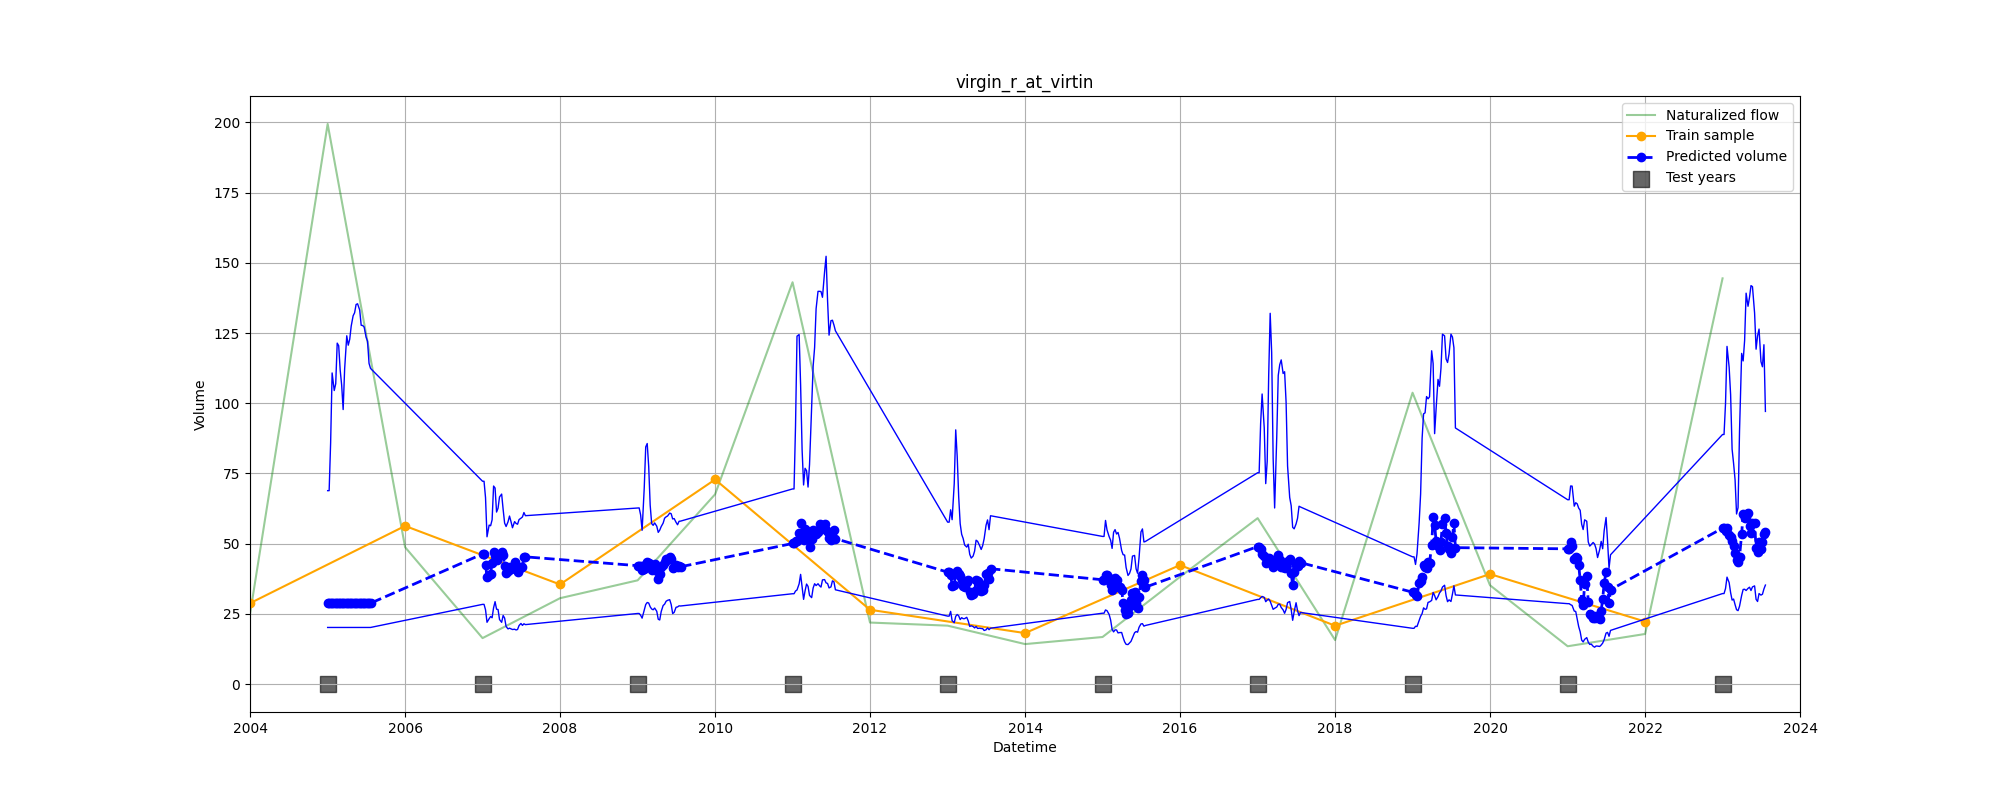 virgin_r_at_virtin
Naturalized flow
Train sample
Predicted volume
Test years
200
175
150
125
100
75
50
25
0
Volume
2004 2006 2008 2010 2012 2014 2016 2018 2020 2022 2024
Datetime